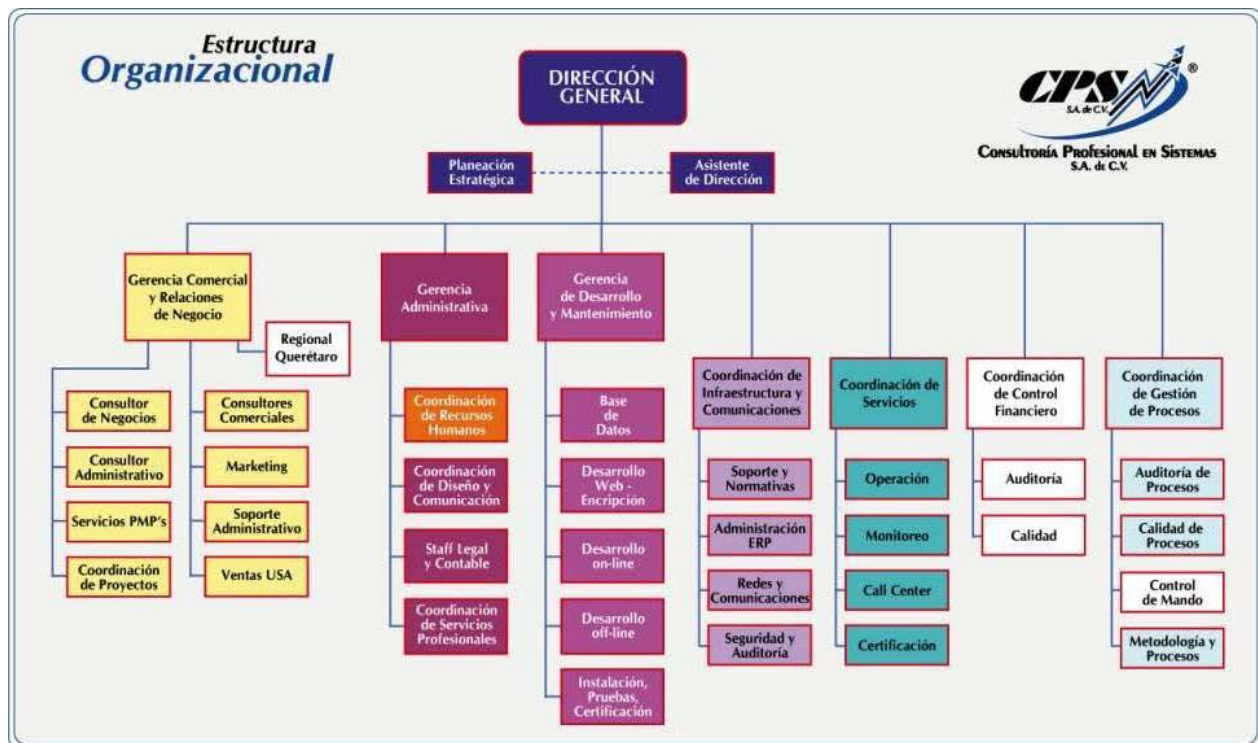 Estructura
Organizacional
DIRECCIÓN
GENERAL
CPS ®
S.A. de C.V.
CONSULTORÍA PROFESIONAL EN SISTEMAS
S.A. DE C.V.
Planeación
Estratégica
Asistente
de Dirección
Gerencia Comercial
y Relaciones
de Negocio
Gerencia
Administrativa
Gerencia
de Desarrollo
y Mantenimiento
Regional
Querétaro
Coordinación de
Infraestructura y
Comunicaciones
Coordinación de
Servicios
Coordinación
de Control
Financiero
Coordinación
de Gestión
de Procesos
Consultor
de Negocios
Consultor
Administrativo
Servicios PMP's
Coordinación
de Proyectos
Consultores
Comerciales
Marketing
Soporte
Administrativo
Ventas USA
Coordinación
de Recursos
Humanos
Coordinación
de Diseño y
Comunicación
Staff Legal
y Contable
Coordinación
de Servicios
Profesionales
Base
de
Datos
Desarrollo
Web -
Encripción
Desarrollo
on-line
Desarrollo
off-line
Instalación,
Pruebas,
Certificación
Soporte y
Normativas
Administración
ERP
Redes y
Comunicaciones
Seguridad y
Auditoría
Operación
Monitoreo
Call Center
Certificación
Auditoría
Calidad
Auditoría de
Procesos
Calidad de
Procesos
Control
de Mando
Metodología y
Procesos